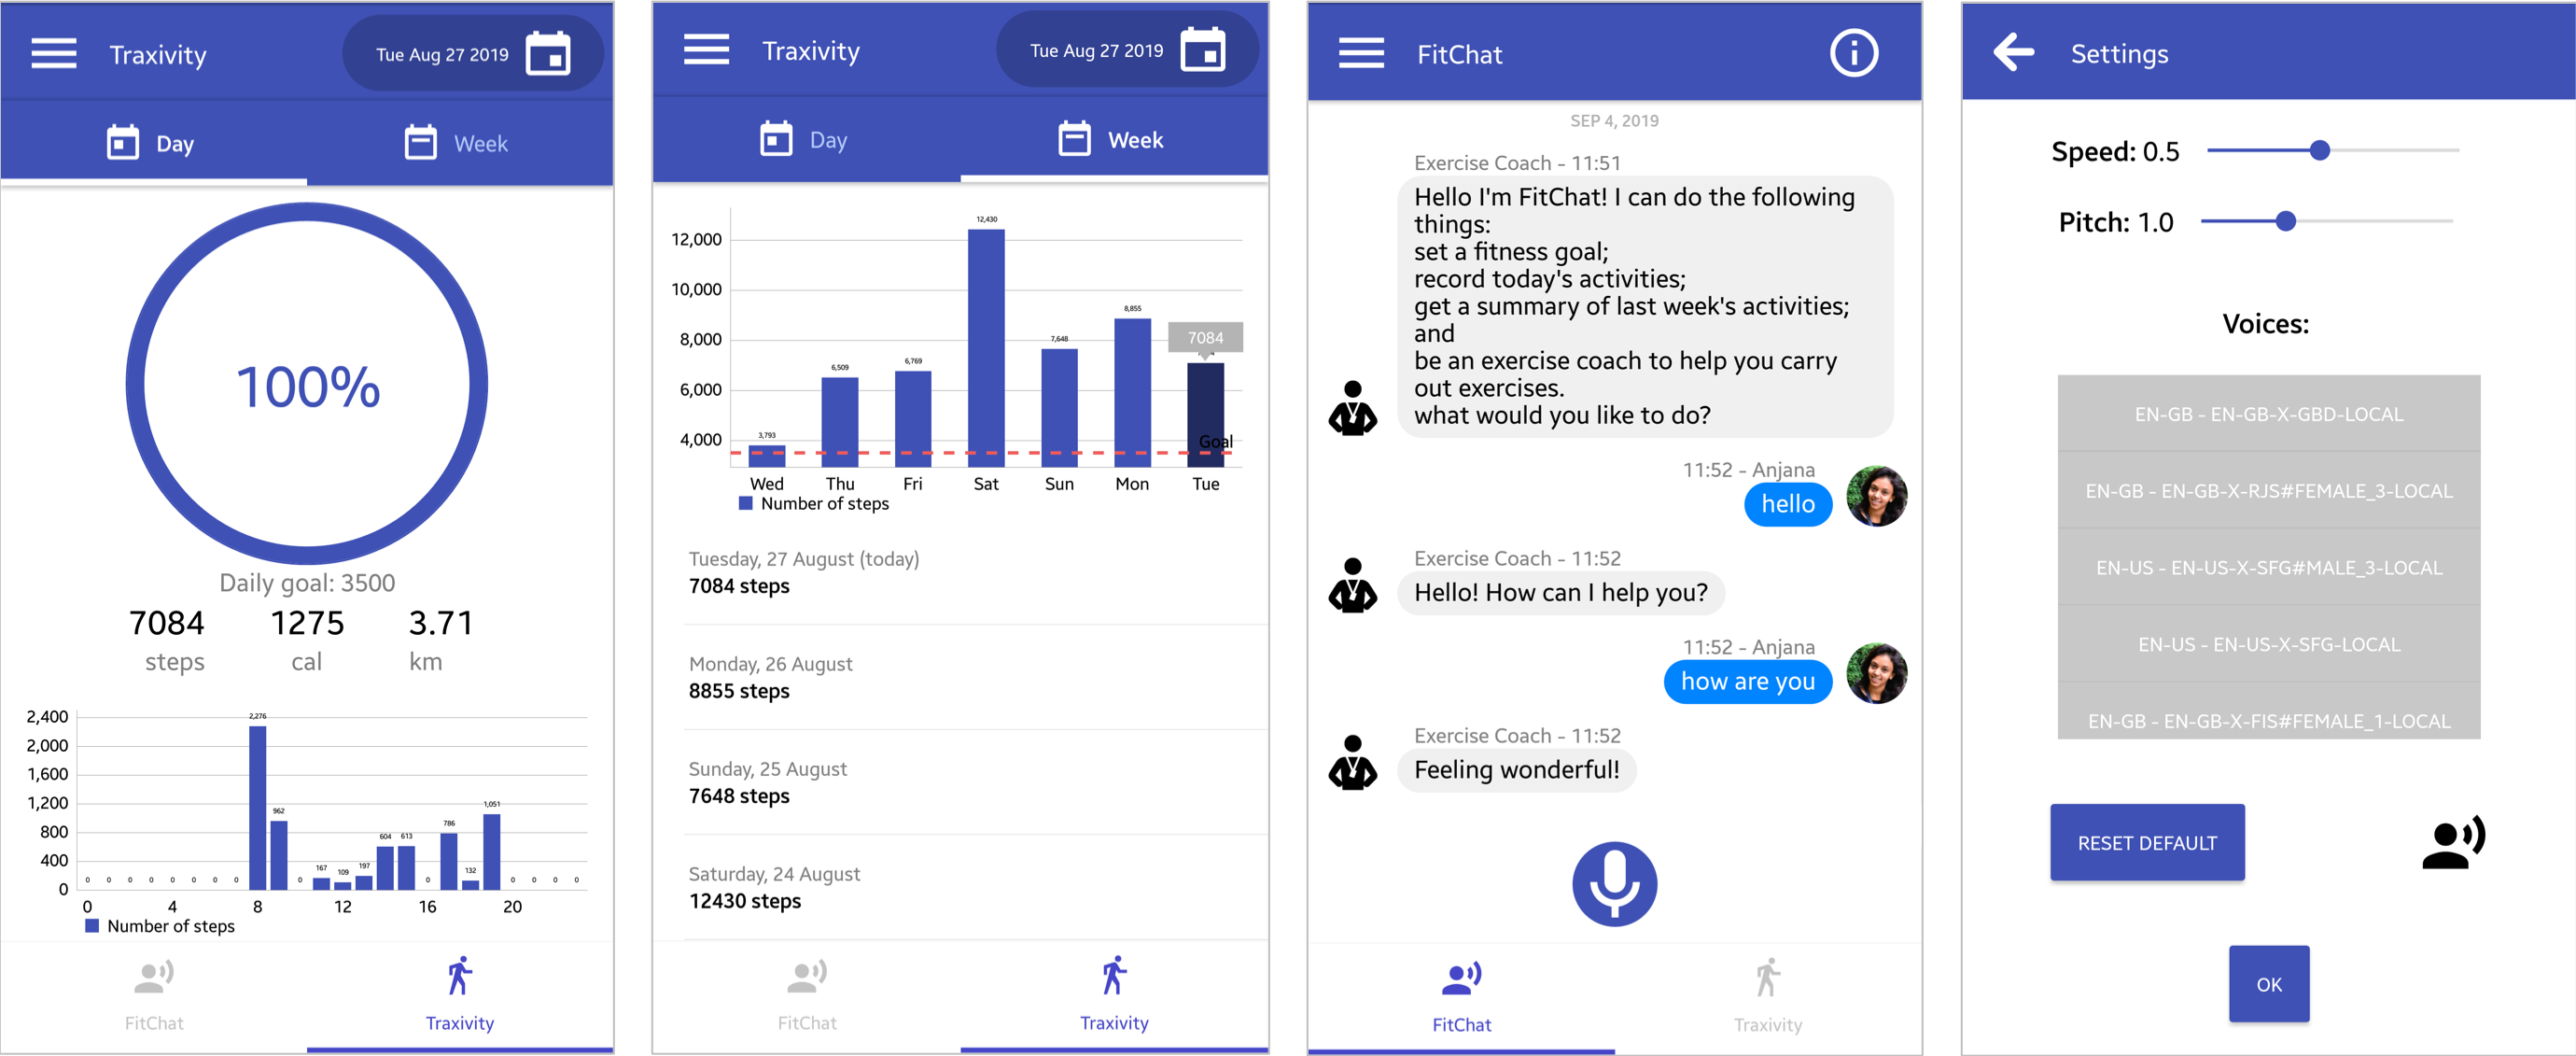 Traxivity
Tue Aug 27 2019
Day
Week
100%
Daily goal: 3500
7084 1275 3.71
steps cal km
2,400
2,000
1,600
1,200
800
400
0
2,276
962
167
109
197
604
613
786
132
1,051
0 0 0 0 0 0 0 0 0 0 0 0 0 0
0 4 8 12 16 20
Number of steps
FitChat
Traxivity
Traxivity
Tue Aug 27 2019
Day
Week
12,000
10,000
8,000
6,000
4,000
3,793
6,509
6,769
12,430
7,648
8,855
7084
Goal
Wed Thu Fri Sat Sun Mon Tue
Number of steps
Tuesday, 27 August (today)
7084 steps
Monday, 26 August
8855 steps
Sunday, 25 August
7648 steps
Saturday, 24 August
12430 steps
FitChat
Traxivity
FitChat
SEP 4, 2019
Exercise Coach - 11:51
Hello I'm FitChat! I can do the following
things:
set a fitness goal;
record today's activities;
get a summary of last week's activities;
and
be an exercise coach to help you carry
out exercises.
what would you like to do?
11:52 - Anjana
hello
Exercise Coach - 11:52
Hello! How can I help you?
11:52 - Anjana
how are you
Exercise Coach - 11:52
Feeling wonderful!
FitChat
Traxivity
Settings
Speed: 0.5
Pitch: 1.0
Voices:
EN-GB - EN-GB-X-GBD-LOCAL
EN-GB - EN-GB-X-RJS#FEMALE_3-LOCAL
EN-US - EN-US-X-SFG#MALE_3-LOCAL
EN-US - EN-US-X-SFG-LOCAL
EN-GB - EN-GB-X-FIS#FEMALE_1-LOCAL
RESET DEFAULT
OK